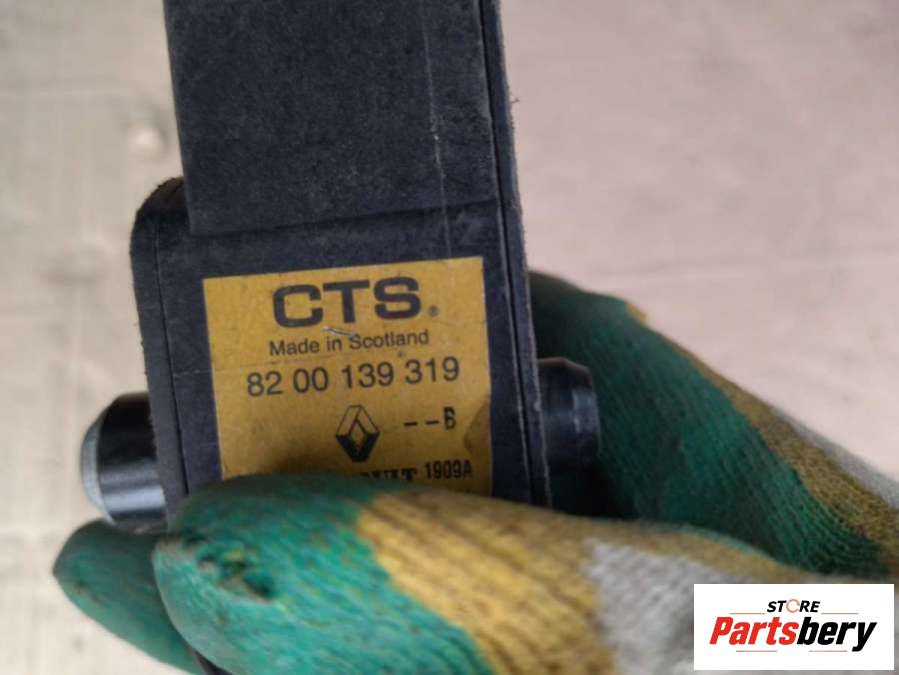 CTS®
Made in Scotland
82 00 139 319
--B
1909A
STORE
Partsbery